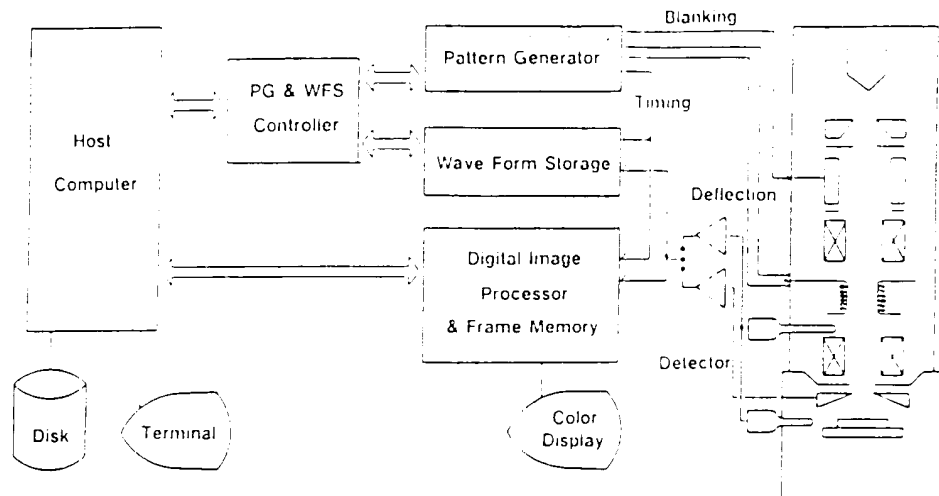 Blanking
Pattern Generator
PG & WFS
Controller
Timing
Host
Computer
Wave Form Storage
Deflection
Digital Image
Processor
& Frame Memory
Detector
Disk
Terminal
Color
Display